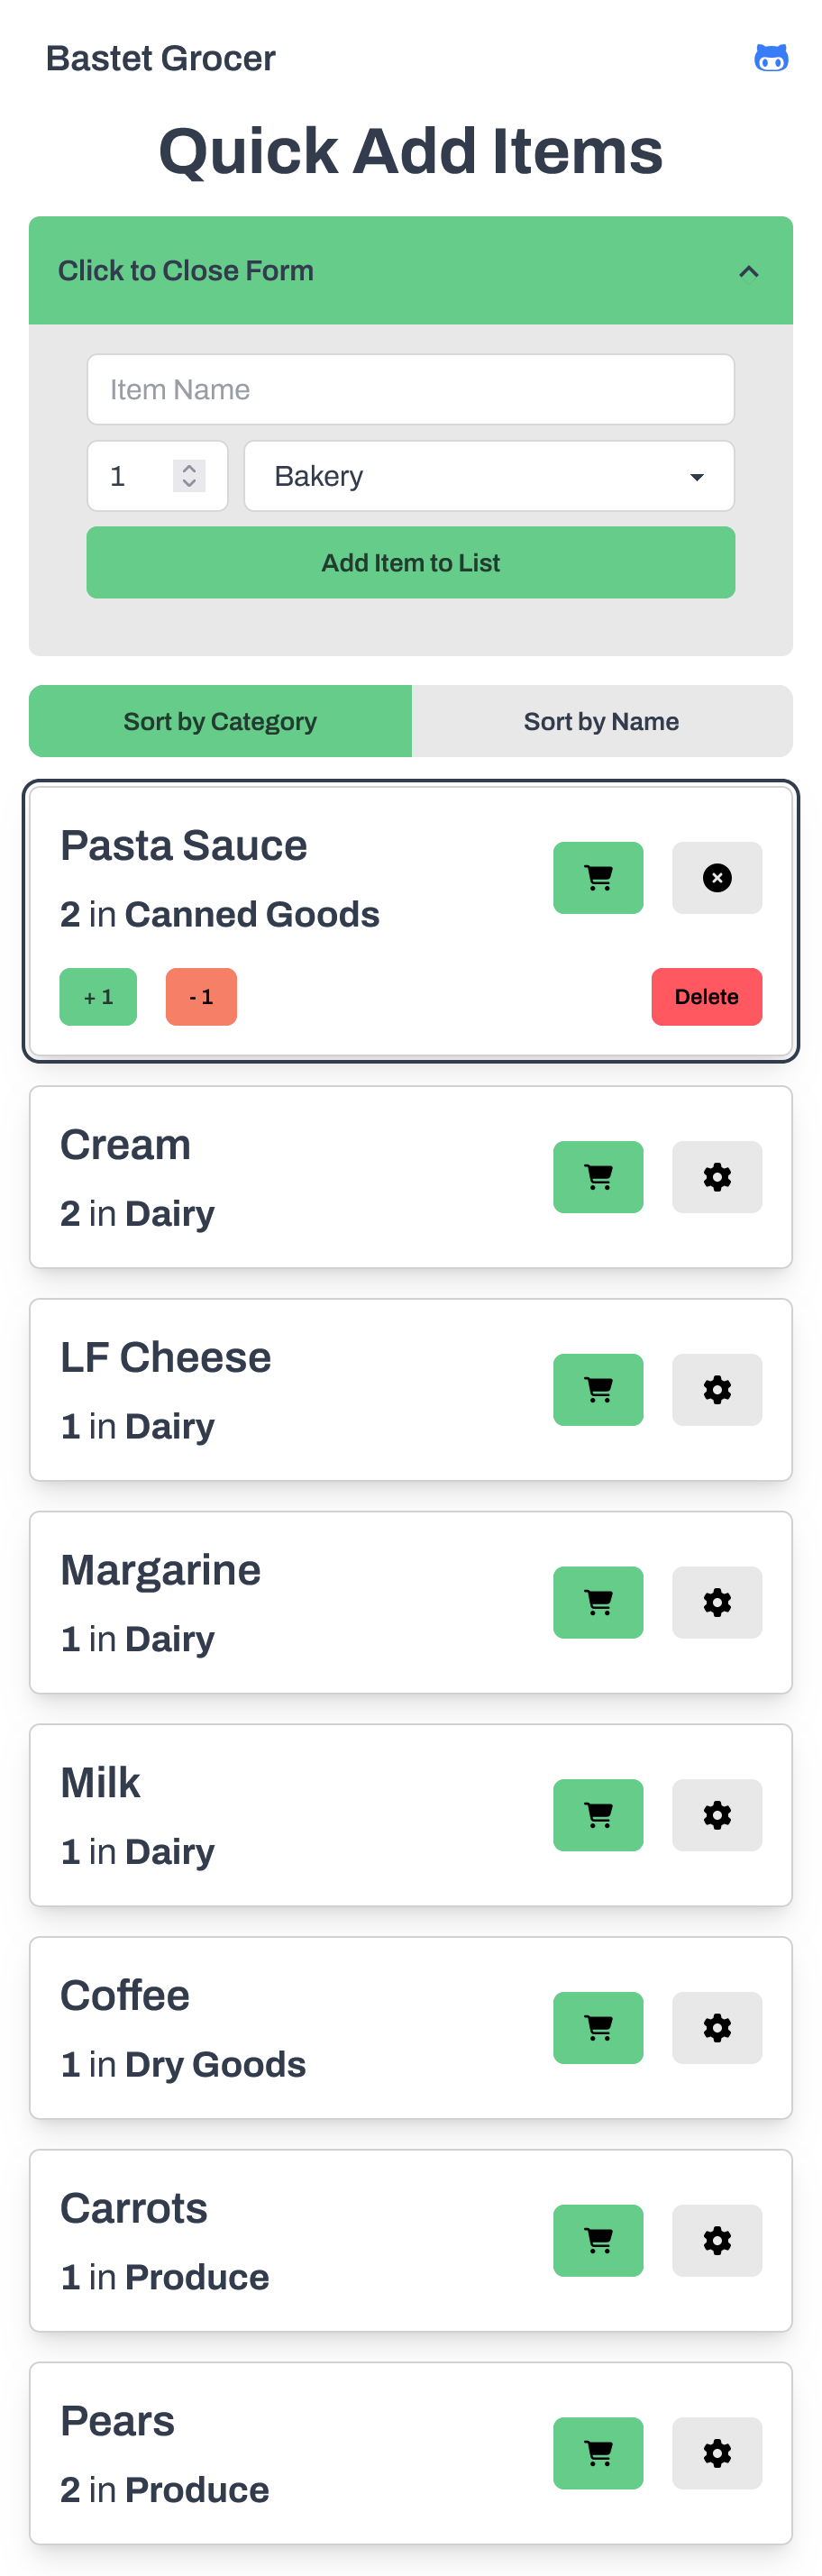 Bastet Grocer
Quick Add Items
Click to Close Form
Item Name
1
Bakery
Add Item to List
Sort by Category
Sort by Name
Pasta Sauce
2 in Canned Goods
+ 1
- 1
Delete
Cream
2 in Dairy
LF Cheese
1 in Dairy
Margarine
1 in Dairy
Milk
1 in Dairy
Coffee
1 in Dry Goods
Carrots
1 in Produce
Pears
2 in Produce